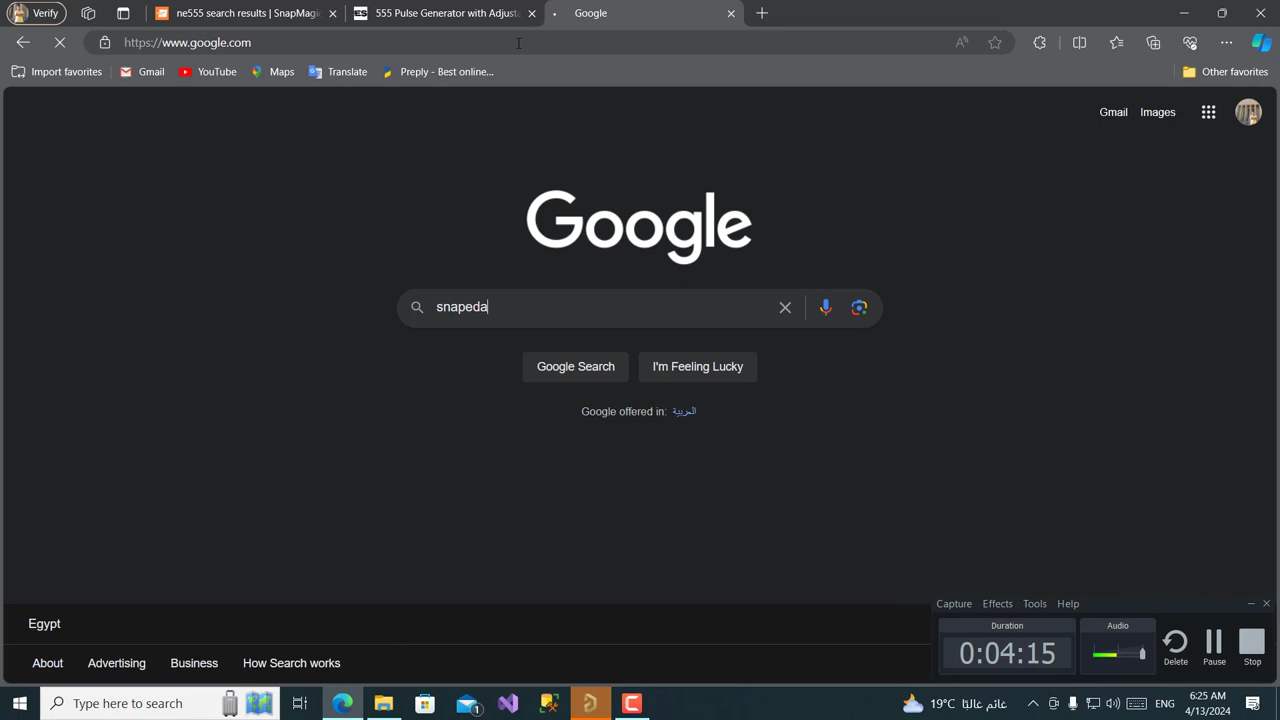 Verify
ne555 search results | SnapMagic
555 Pulse Generator with Adjusta
Google
https://www.google.com
Import favorites
Gmail
YouTube
Maps
Translate
Preply - Best online...
Other favorites
Gmail
Images
Google
snapeda
Google Search
I'm Feeling Lucky
Google offered in: العربية
Egypt
About
Advertising
Business
How Search works
Capture
Effects
Tools
Help
Duration
Audio
0:04:15
Delete
Pause
Stop
Type here to search
1
19°C
غائم غالبًا
ENG
6:25 AM
4/13/2024